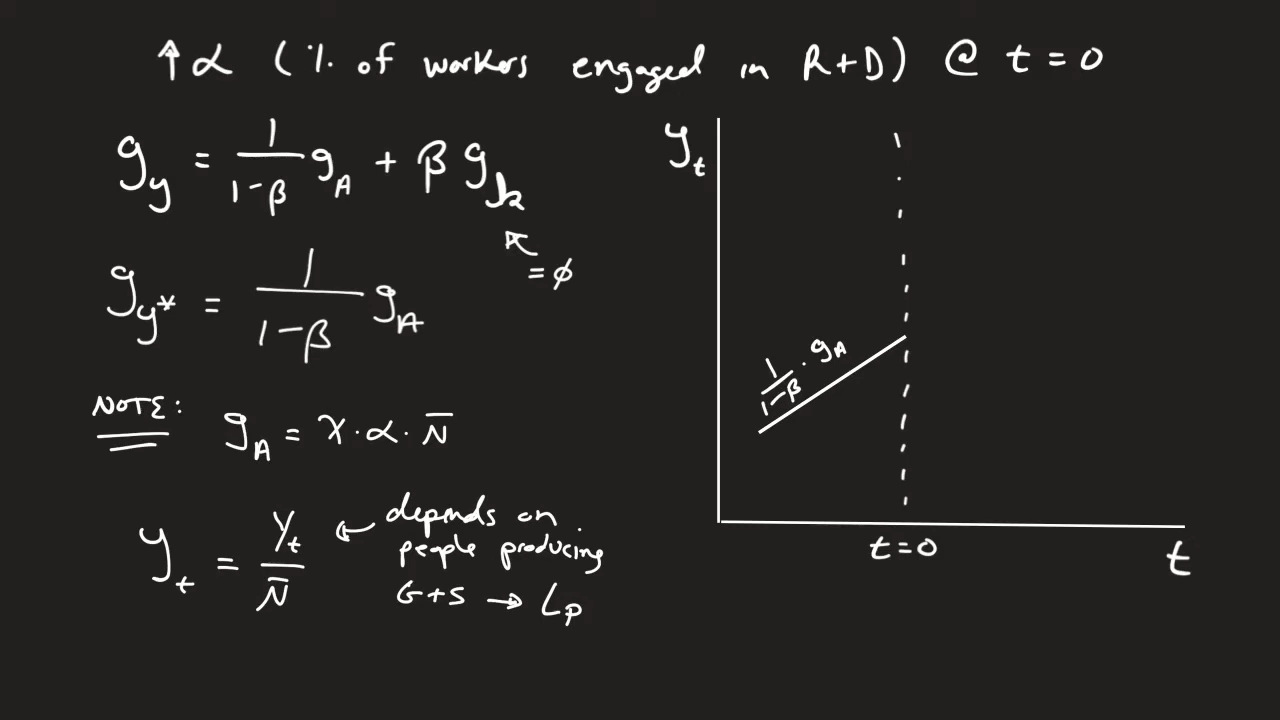 ↑α (% of workers engaged in R+D) @ t = 0
g_y = 1/(1-β) g_A + β g_k
= ϕ
g_y* = 1/(1-β) g_A
NOTE: g_A = χ·α·N̄
y_t = Y_t/N̄ ← depends on
people producing
G+S → L_P
y_t
1/(1-β) · g_A
t=0
t